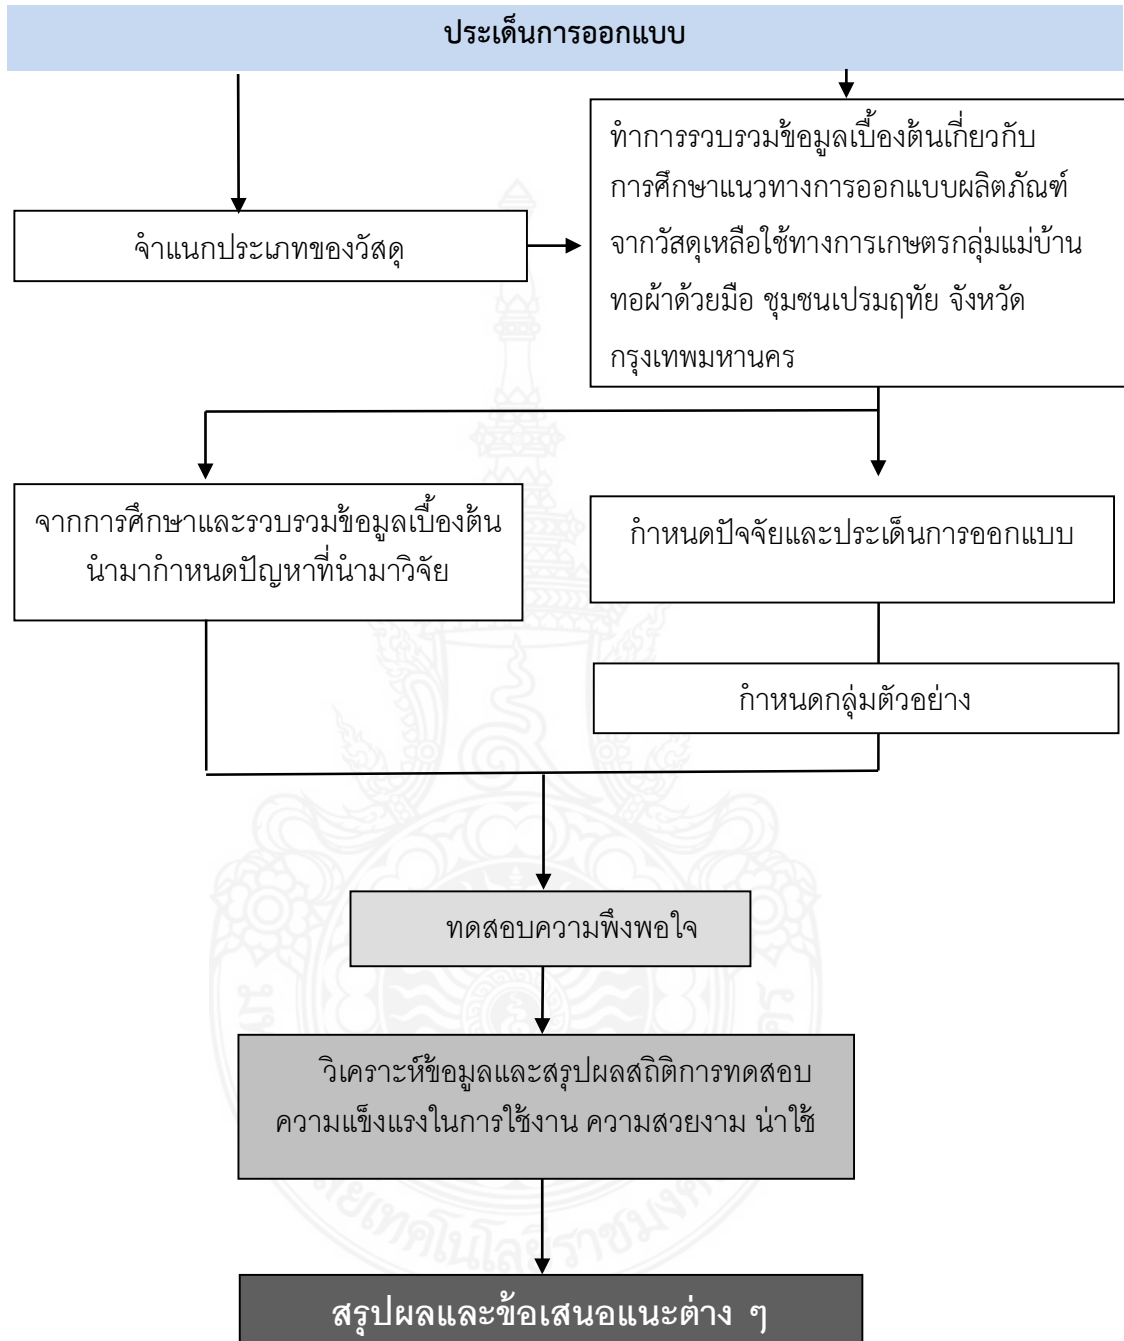 ประเด็นการออกแบบ
ทำการรวบรวมข้อมูลเบื้องต้นเกี่ยวกับ
การศึกษาแนวทางการออกแบบผลิตภัณฑ์
จากวัสดุเหลือใช้ทางการเกษตรกลุ่มแม่บ้าน
ทอผ้าด้วยมือ ชุมชนเปรมฤทัย จังหวัด
กรุงเทพมหานคร
จำแนกประเภทของวัสดุ
จากการศึกษาและรวบรวมข้อมูลเบื้องต้น
นำมากำหนดปัญหาที่นำมาวิจัย
กำหนดปัจจัยและประเด็นการออกแบบ
กำหนดกลุ่มตัวอย่าง
ทดสอบความพึงพอใจ
วิเคราะห์ข้อมูลและสรุปผลสถิติการทดสอบ
ความแข็งแรงในการใช้งาน ความสวยงาม น่าใช้
สรุปผลและข้อเสนอแนะต่าง ๆ